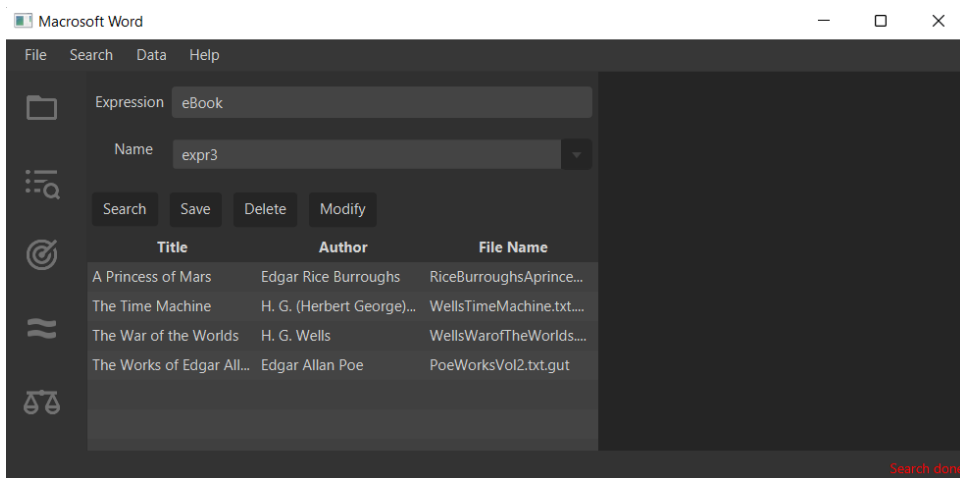 Macrosoft Word
File Search Data Help
Expression eBook
Name expr3
Search Save Delete Modify
Title Author File Name
A Princess of Mars Edgar Rice Burroughs RiceBurroughsAprince...
The Time Machine H. G. (Herbert George)... WellsTimeMachine.txt....
The War of the Worlds H. G. Wells WellsWarofTheWorlds....
The Works of Edgar All... Edgar Allan Poe PoeWorksVol2.txt.gut
Search done